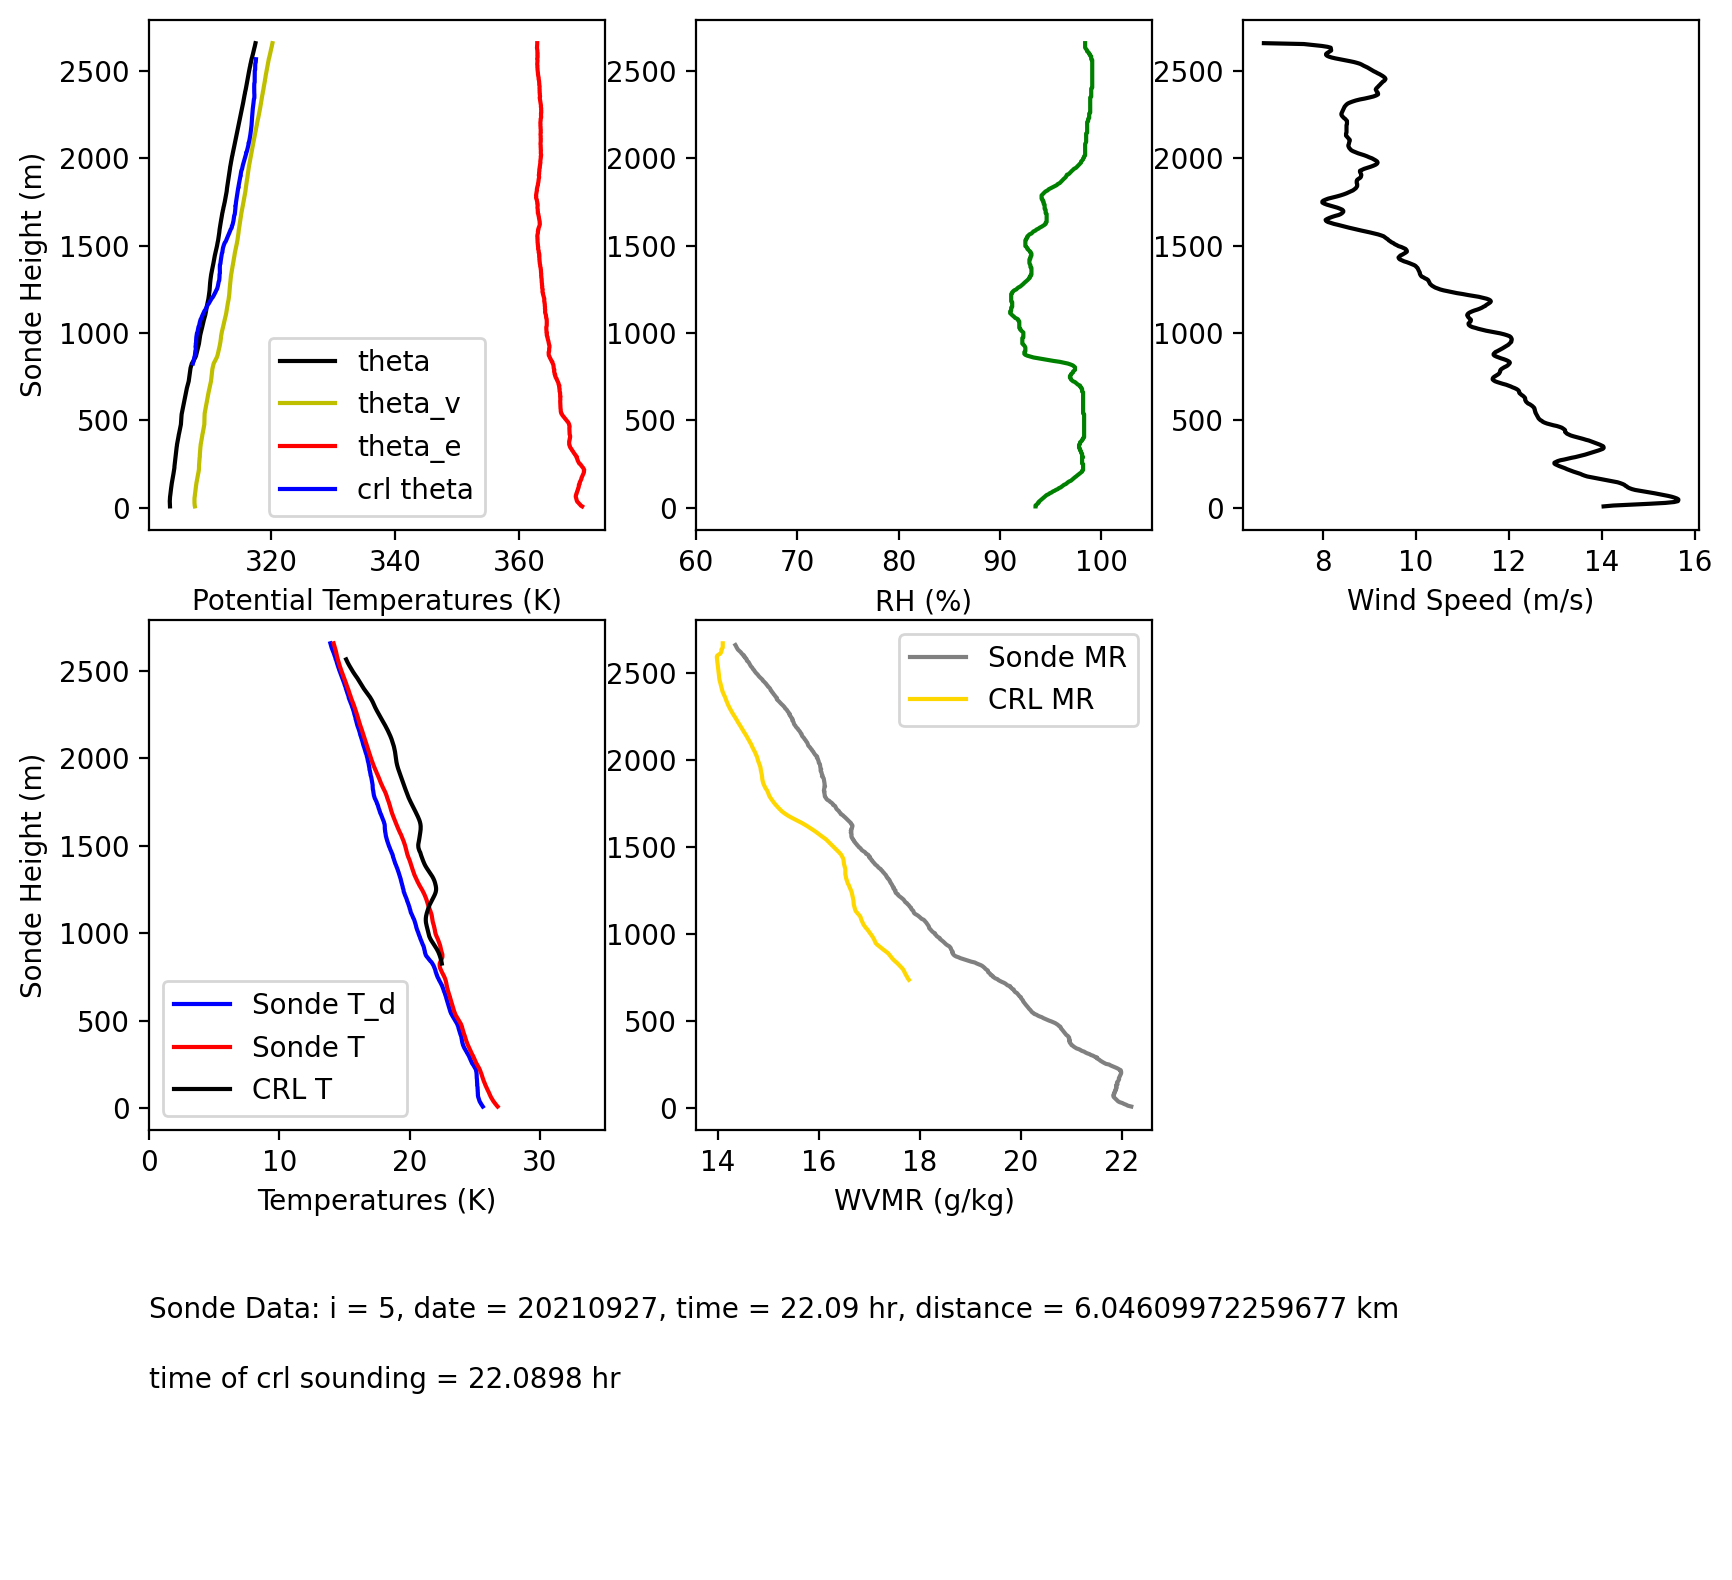 2500
2000
1500
1000
500
0
Sonde Height (m)
theta
theta_v
theta_e
crl theta
320
340
360
Potential Temperatures (K)
2500
2000
1500
1000
500
0
60
70
80
90
100
RH (%)
2500
2000
1500
1000
500
0
8
10
12
14
16
Wind Speed (m/s)
2500
2000
1500
1000
500
0
Sonde Height (m)
Sonde T_d
Sonde T
CRL T
0
10
20
30
Temperatures (K)
2500
2000
1500
1000
500
0
Sonde MR
CRL MR
14
16
18
20
22
WVMR (g/kg)
Sonde Data: i = 5, date = 20210927, time = 22.09 hr, distance = 6.04609972259677 km
time of crl sounding = 22.0898 hr